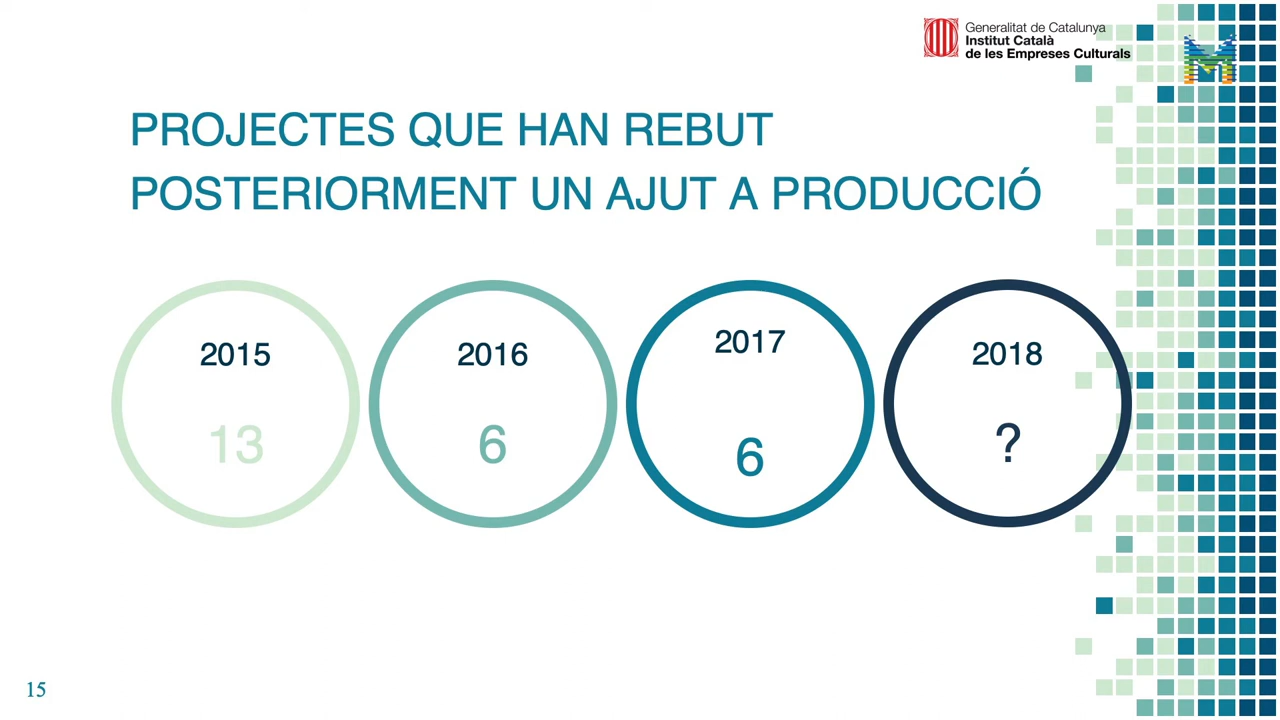 Generalitat de Catalunya
Institut Català
de les Empreses Culturals
PROJECTES QUE HAN REBUT
POSTERIORMENT UN AJUT A PRODUCCIÓ
2015
13
2016
6
2017
6
2018
?
15